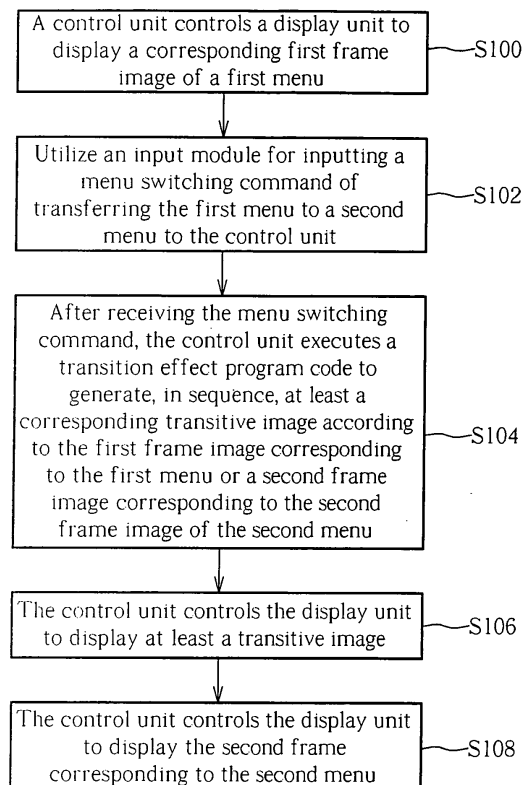 A control unit controls a display unit to
display a corresponding first frame
image of a first menu
S100
Utilize an input module for inputting a
menu switching command of
transferring the first menu to a second
menu to the control unit
S102
After receiving the menu switching
command, the control unit executes a
transition effect program code to
generate, in sequence, at least a
corresponding transitive image according
to the first frame image corresponding
to the first menu or a second frame
image corresponding to the second
frame image of the second menu
S104
The control unit controls the display unit
to display at least a transitive image
S106
The control unit controls the display unit
to display the second frame
corresponding to the second menu
S108